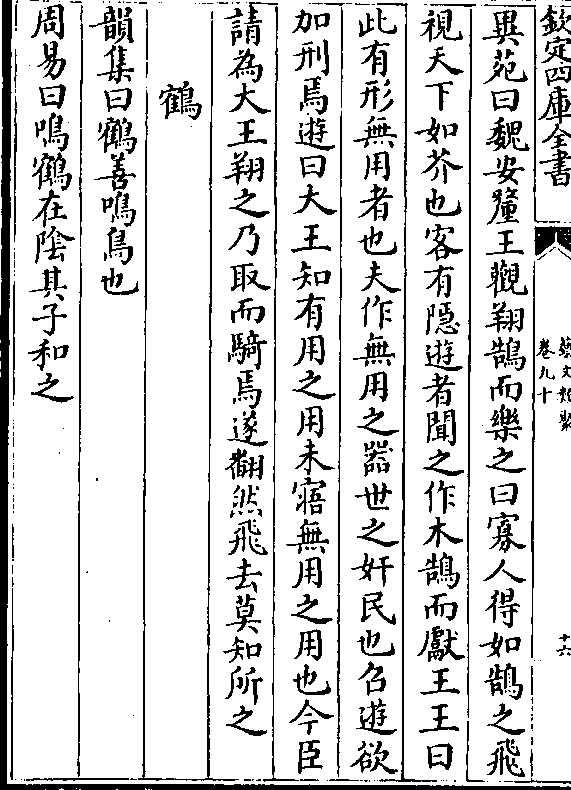 欽定四庫全書
藝文類聚
卷九十
十六
異苑曰魏安釐王觀翔鵠而樂之曰寡人得如鵠之飛
視天下如芥也客有隠遊者聞之作木鵠而獻王王曰
此有形無用者也夫作無用之器世之奸民也召遊欲
加刑焉遊曰大王知有用之用未寤無用之用也今臣
請為大王翔之乃取而騎焉遂翻然飛去莫知所之
鶴
韻集曰鶴善鳴鳥也
周易曰鳴鶴在陰其子和之